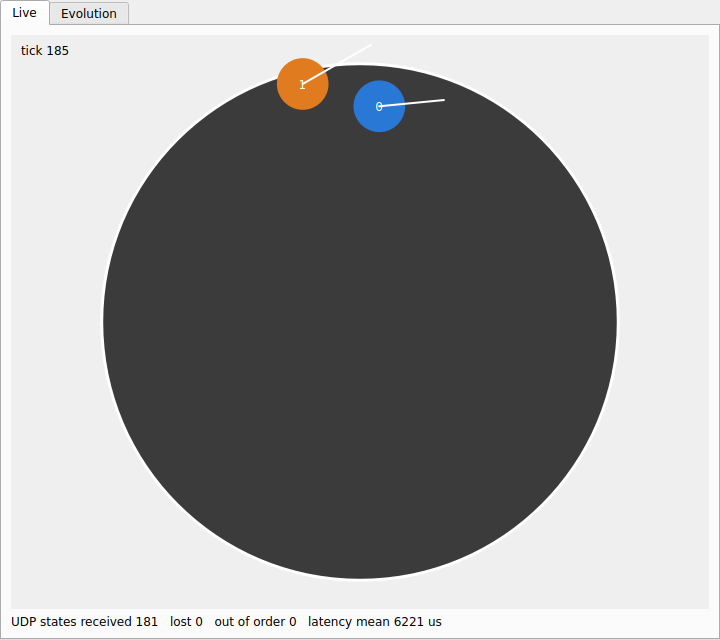 Live Evolution
tick 185
1
0
UDP states received 181 lost 0 out of order 0 latency mean 6221 us